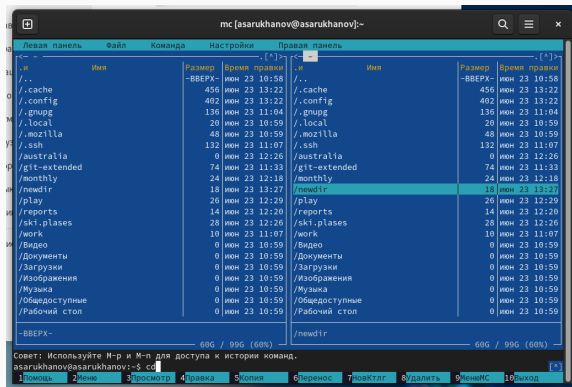 mc [asarukhanov@asarukhanov]:~
Левая панель Файл Команда Настройки Правая панель
<- ~ .[^]> <- ~ .[^]>
.и Имя Размер Время правки .и Имя Размер Время правки
/.. -ВВЕРХ- июн 23 10:58 /.. -ВВЕРХ- июн 23 10:58
/.cache 456 июн 23 13:22 /.cache 456 июн 23 13:22
/.config 402 июн 23 13:22 /.config 402 июн 23 13:22
/.gnupg 136 июн 23 11:04 /.gnupg 136 июн 23 11:04
/.local 20 июн 23 10:59 /.local 20 июн 23 10:59
/.mozilla 48 июн 23 10:59 /.mozilla 48 июн 23 10:59
/.ssh 132 июн 23 11:07 /.ssh 132 июн 23 11:07
/australia 0 июн 23 12:26 /australia 0 июн 23 12:26
/git-extended 74 июн 23 11:33 /git-extended 74 июн 23 11:33
/monthly 24 июн 23 12:18 /monthly 24 июн 23 12:18
/newdir 18 июн 23 13:27 /newdir 18 июн 23 13:27
/play 26 июн 23 12:29 /play 26 июн 23 12:29
/reports 14 июн 23 12:20 /reports 14 июн 23 12:20
/ski.plases 28 июн 23 12:26 /ski.plases 28 июн 23 12:26
/work 10 июн 23 11:07 /work 10 июн 23 11:07
/Видео 0 июн 23 10:59 /Видео 0 июн 23 10:59
/Документы 0 июн 23 10:59 /Документы 0 июн 23 10:59
/Загрузки 0 июн 23 10:59 /Загрузки 0 июн 23 10:59
/Изображения 0 июн 23 10:59 /Изображения 0 июн 23 10:59
/Музыка 0 июн 23 10:59 /Музыка 0 июн 23 10:59
/Общедоступные 0 июн 23 10:59 /Общедоступные 0 июн 23 10:59
/Рабочий стол 0 июн 23 10:59 /Рабочий стол 0 июн 23 10:59
-ВВЕРХ- /newdir
60G / 99G (60%) 60G / 99G (60%)
Совет: Используйте M-p и M-n для доступа к истории команд.
asarukhanov@asarukhanov:~$ cd [^]
1Помощь 2Меню 3Просмотр 4Правка 5Копия 6Перенос 7НовКтлг 8Удалить 9МенюMC 10Выход